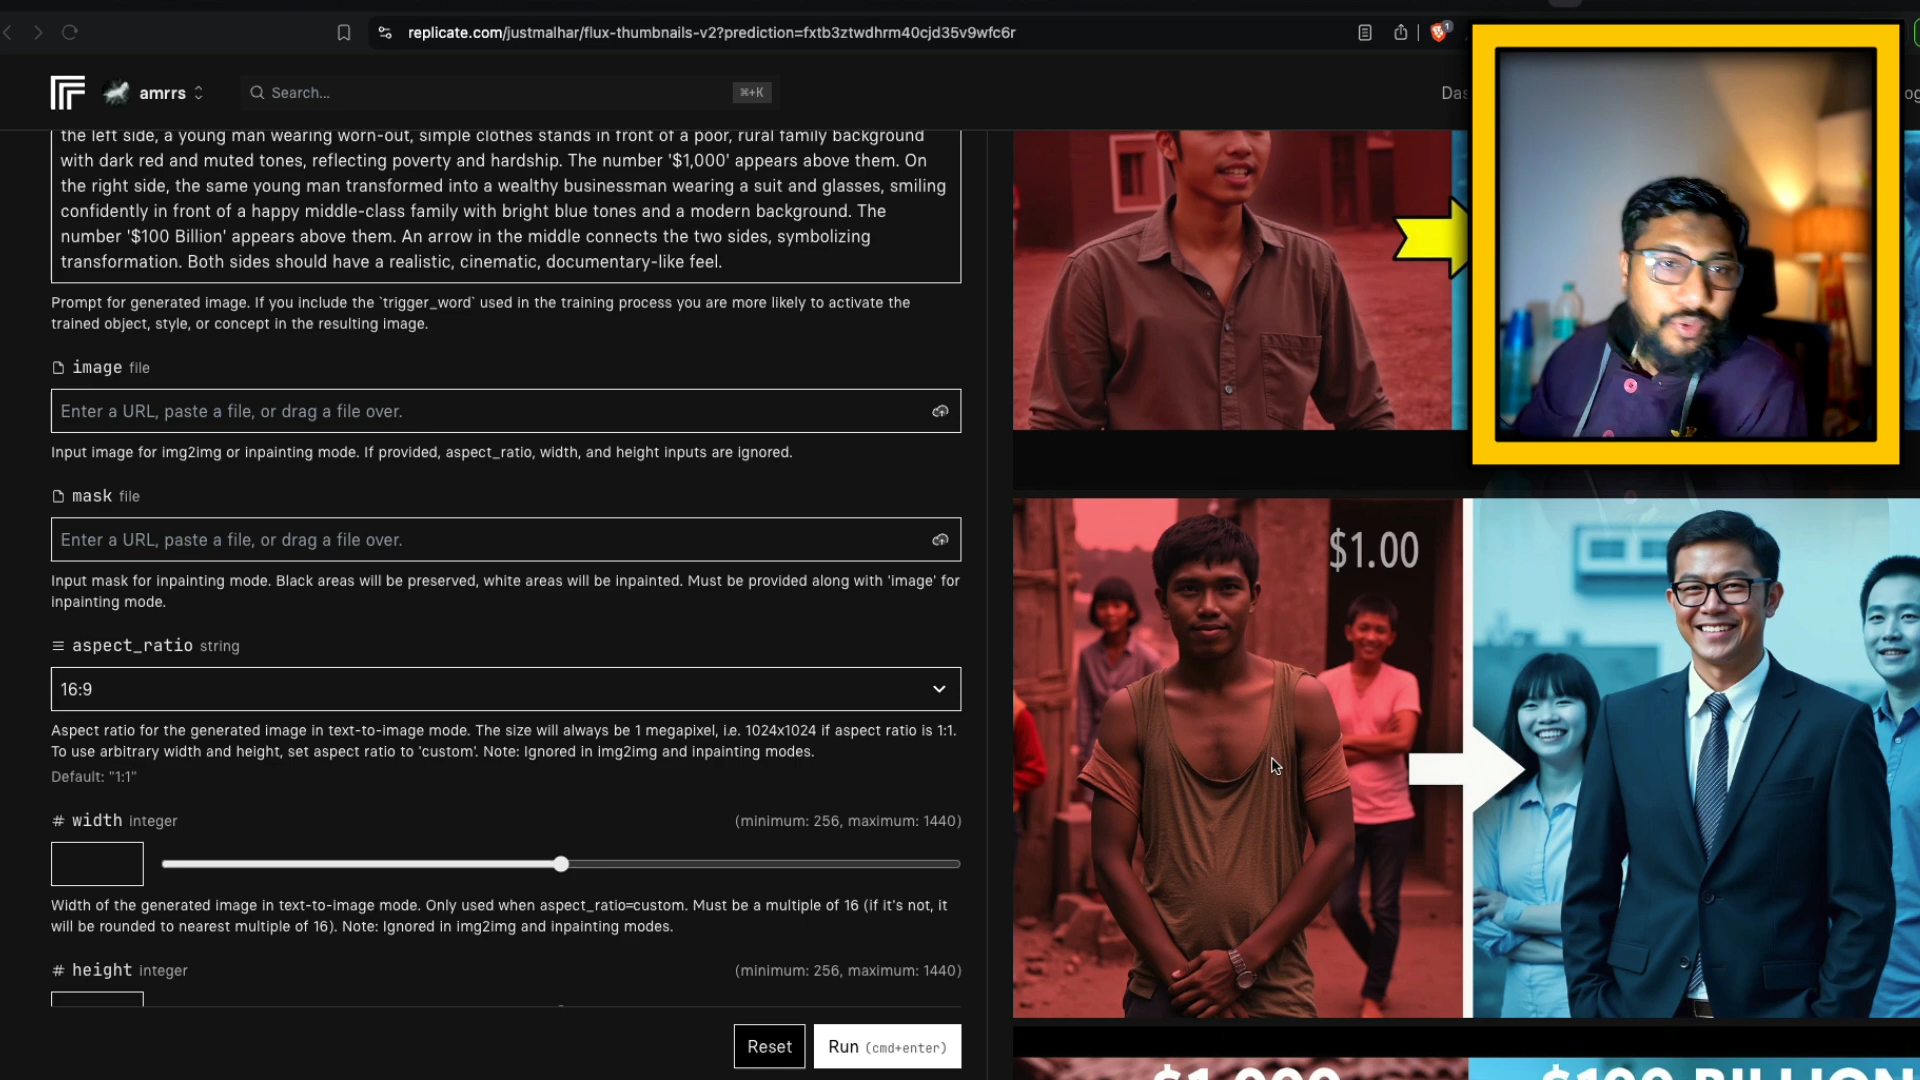 replicate.com/justmalhar/flux-thumbnails-v2?prediction=fxtb3ztwdhrm40cjd35v9wfc6r
1
amrrs
Search...
⌘+K
the left side, a young man wearing worn-out, simple clothes stands in front of a poor, rural family background
with dark red and muted tones, reflecting poverty and hardship. The number '$1,000' appears above them. On
the right side, the same young man transformed into a wealthy businessman wearing a suit and glasses, smiling
confidently in front of a happy middle-class family with bright blue tones and a modern background. The
number '$100 Billion' appears above them. An arrow in the middle connects the two sides, symbolizing
transformation. Both sides should have a realistic, cinematic, documentary-like feel.
Prompt for generated image. If you include the `trigger_word` used in the training process you are more likely to activate the
trained object, style, or concept in the resulting image.
image file
Enter a URL, paste a file, or drag a file over.
Input image for img2img or inpainting mode. If provided, aspect_ratio, width, and height inputs are ignored.
mask file
Enter a URL, paste a file, or drag a file over.
Input mask for inpainting mode. Black areas will be preserved, white areas will be inpainted. Must be provided along with 'image' for
inpainting mode.
aspect_ratio string
16:9
Aspect ratio for the generated image in text-to-image mode. The size will always be 1 megapixel, i.e. 1024x1024 if aspect ratio is 1:1.
To use arbitrary width and height, set aspect ratio to 'custom'. Note: Ignored in img2img and inpainting modes.
Default: "1:1"
# width integer
(minimum: 256, maximum: 1440)
Width of the generated image in text-to-image mode. Only used when aspect_ratio=custom. Must be a multiple of 16 (if it's not, it
will be rounded to nearest multiple of 16). Note: Ignored in img2img and inpainting modes.
# height integer
(minimum: 256, maximum: 1440)
Reset
Run (cmd+enter)
$1.00
$1,000
$100 BILLION